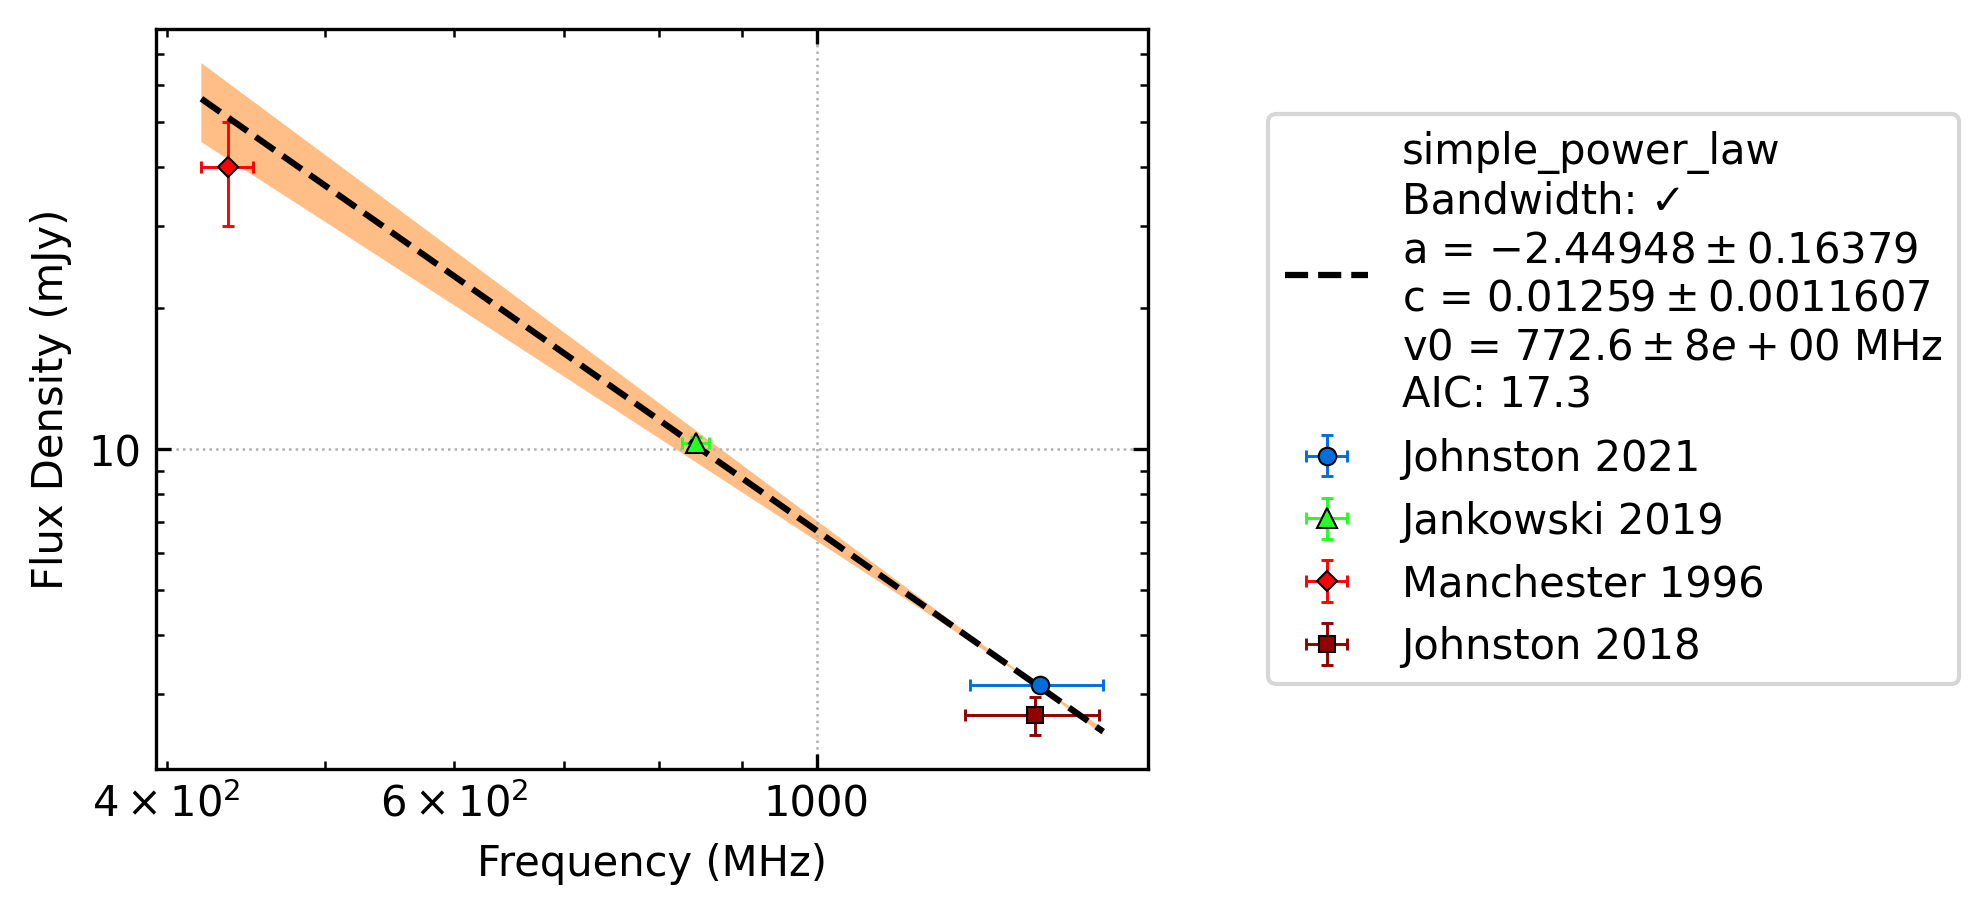 Flux Density (mJy)
10
4 × 10²
6 × 10²
1000
Frequency (MHz)
simple_power_law
Bandwidth: ✓
a = −2.44948 ± 0.16379
c = 0.01259 ± 0.0011607
v0 = 772.6 ± 8e + 00 MHz
AIC: 17.3
Johnston 2021
Jankowski 2019
Manchester 1996
Johnston 2018